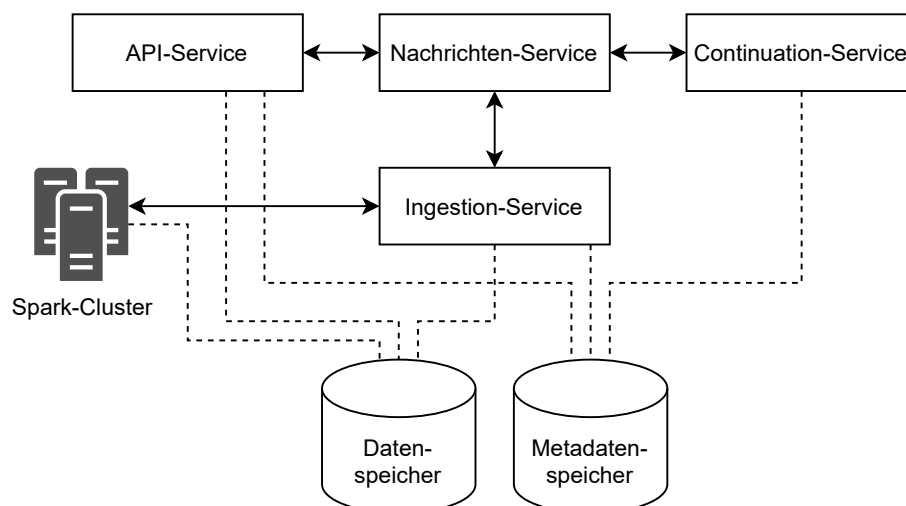 API-Service
Nachrichten-Service
Continuation-Service
Ingestion-Service
Spark-Cluster
Daten-
speicher
Metadaten-
speicher